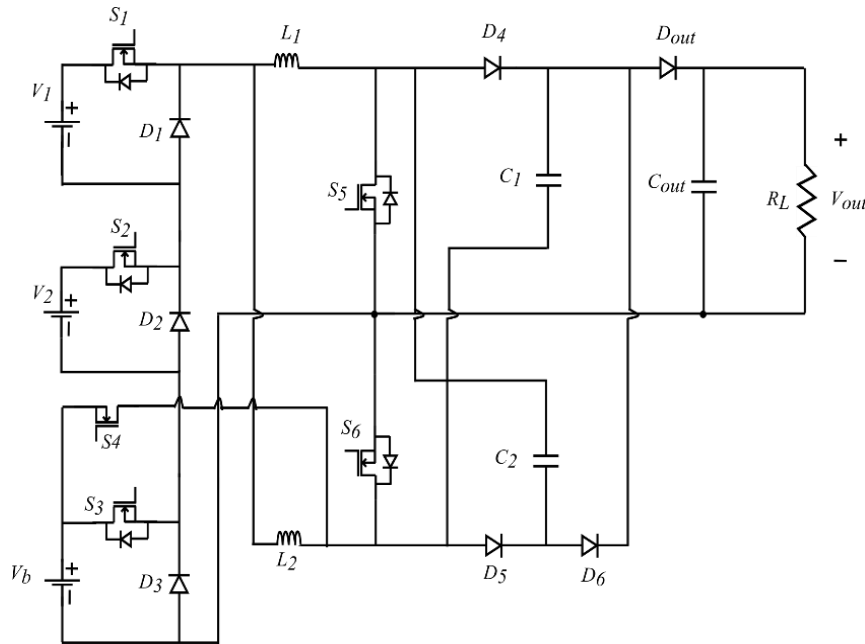 S1
L1
D4
Dout
V1
+
D1
S5
C1
Cout
RL
+
Vout
−
S2
V2
+
D2
S4
S6
C2
S3
Vb
+
D3
L2
D5
D6